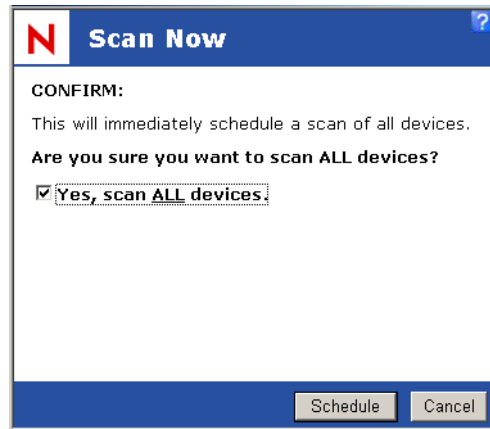 ?
N Scan Now
CONFIRM:
This will immediately schedule a scan of all devices.
Are you sure you want to scan ALL devices?
Yes, scan ALL devices.
Schedule Cancel